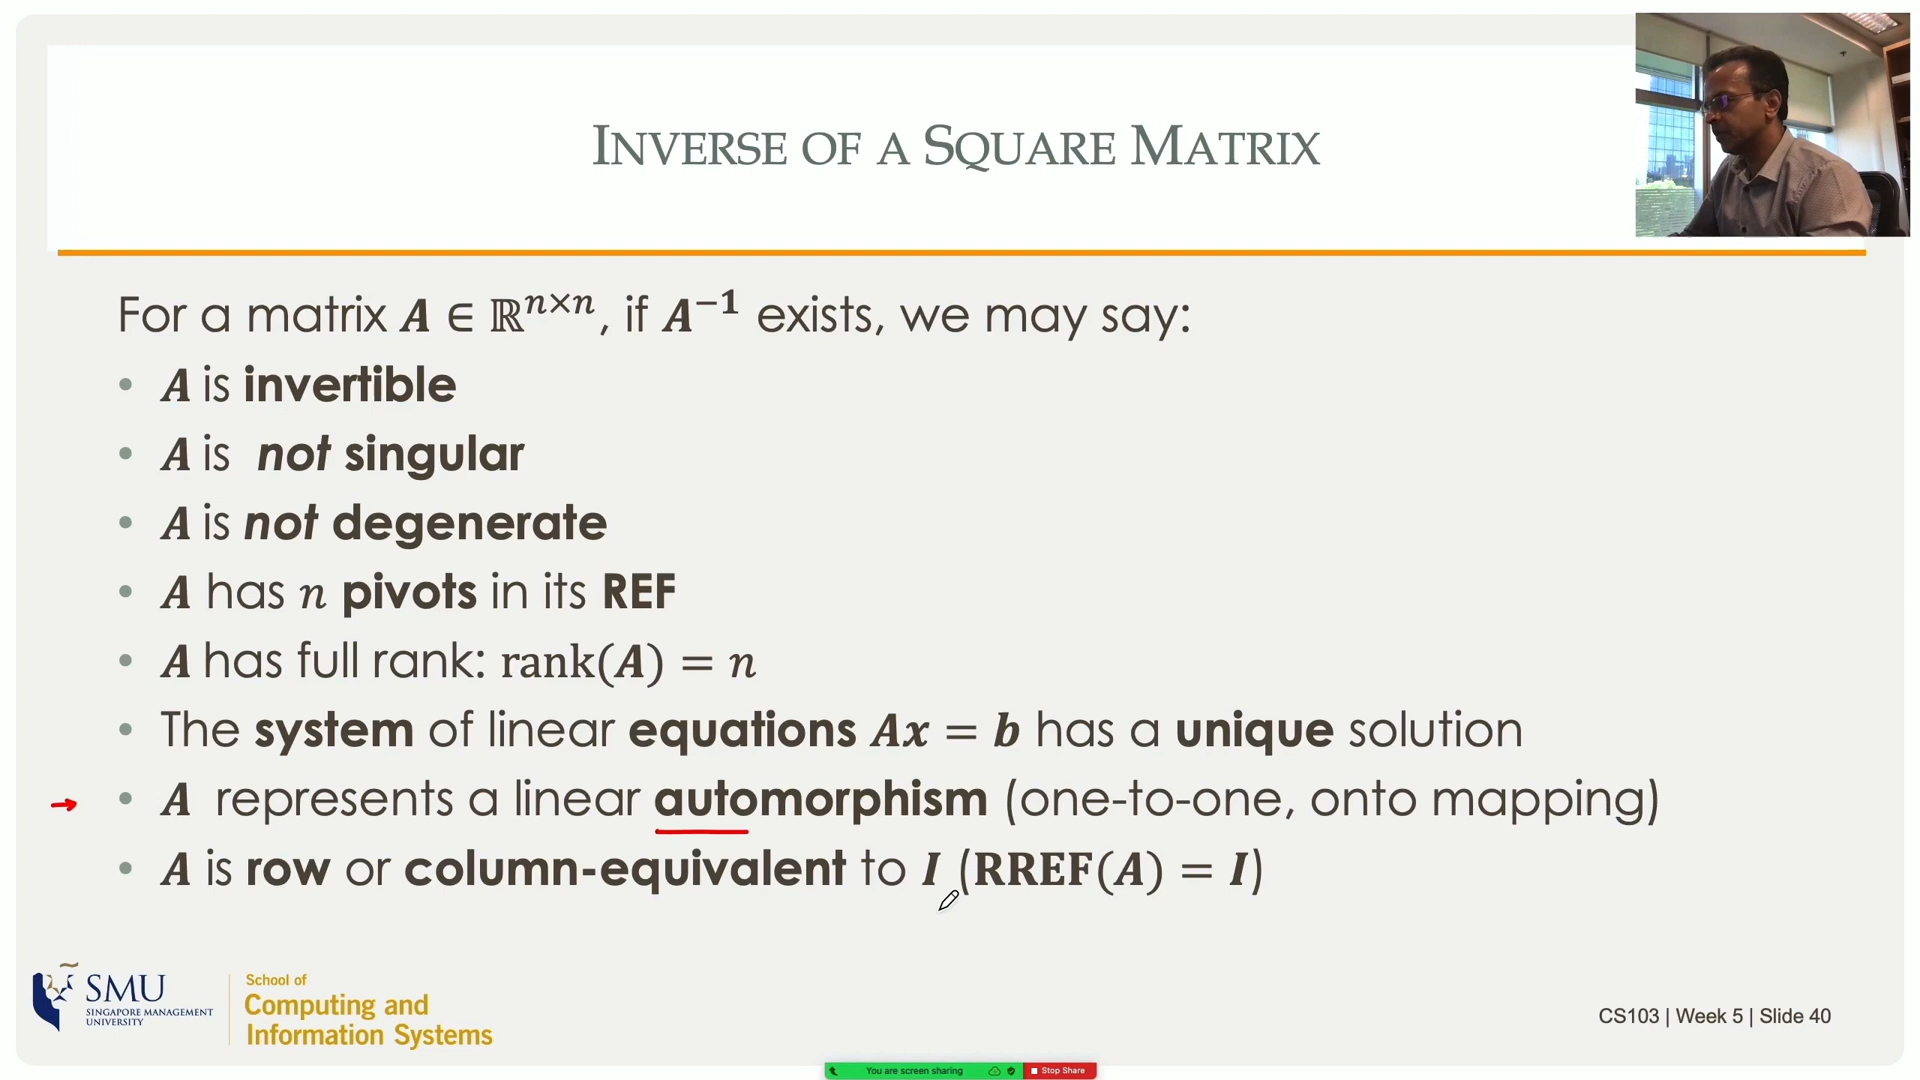 INVERSE OF A SQUARE MATRIX
For a matrix A ∈ ℝⁿˣⁿ, if A⁻¹ exists, we may say:
• A is invertible
• A is not singular
• A is not degenerate
• A has n pivots in its REF
• A has full rank: rank(A) = n
• The system of linear equations Ax = b has a unique solution
• A represents a linear automorphism (one-to-one, onto mapping)
• A is row or column-equivalent to I (RREF(A) = I)
SMU
SINGAPORE MANAGEMENT
UNIVERSITY
School of
Computing and
Information Systems
CS103 | Week 5 | Slide 40
You are screen sharing
Stop Share